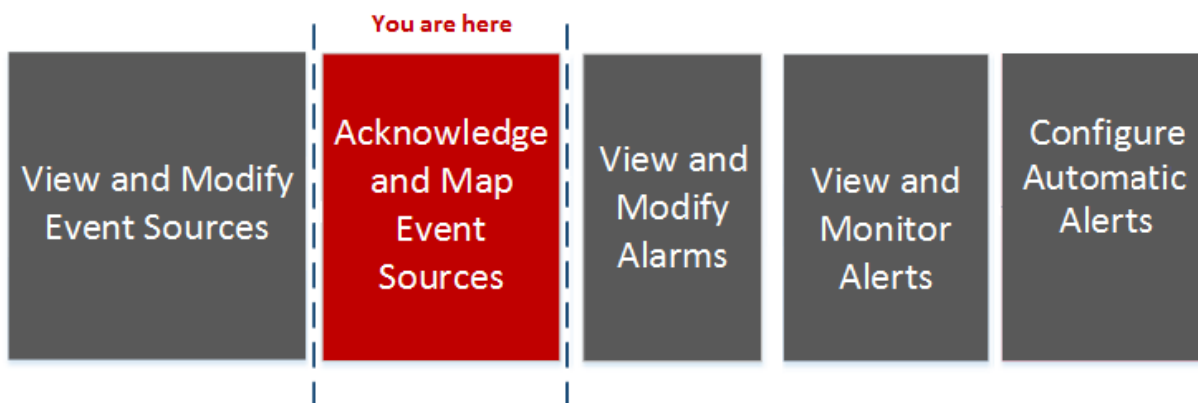 You are here
View and Modify
Event Sources
Acknowledge
and Map
Event
Sources
View and
Modify
Alarms
View and
Monitor
Alerts
Configure
Automatic
Alerts